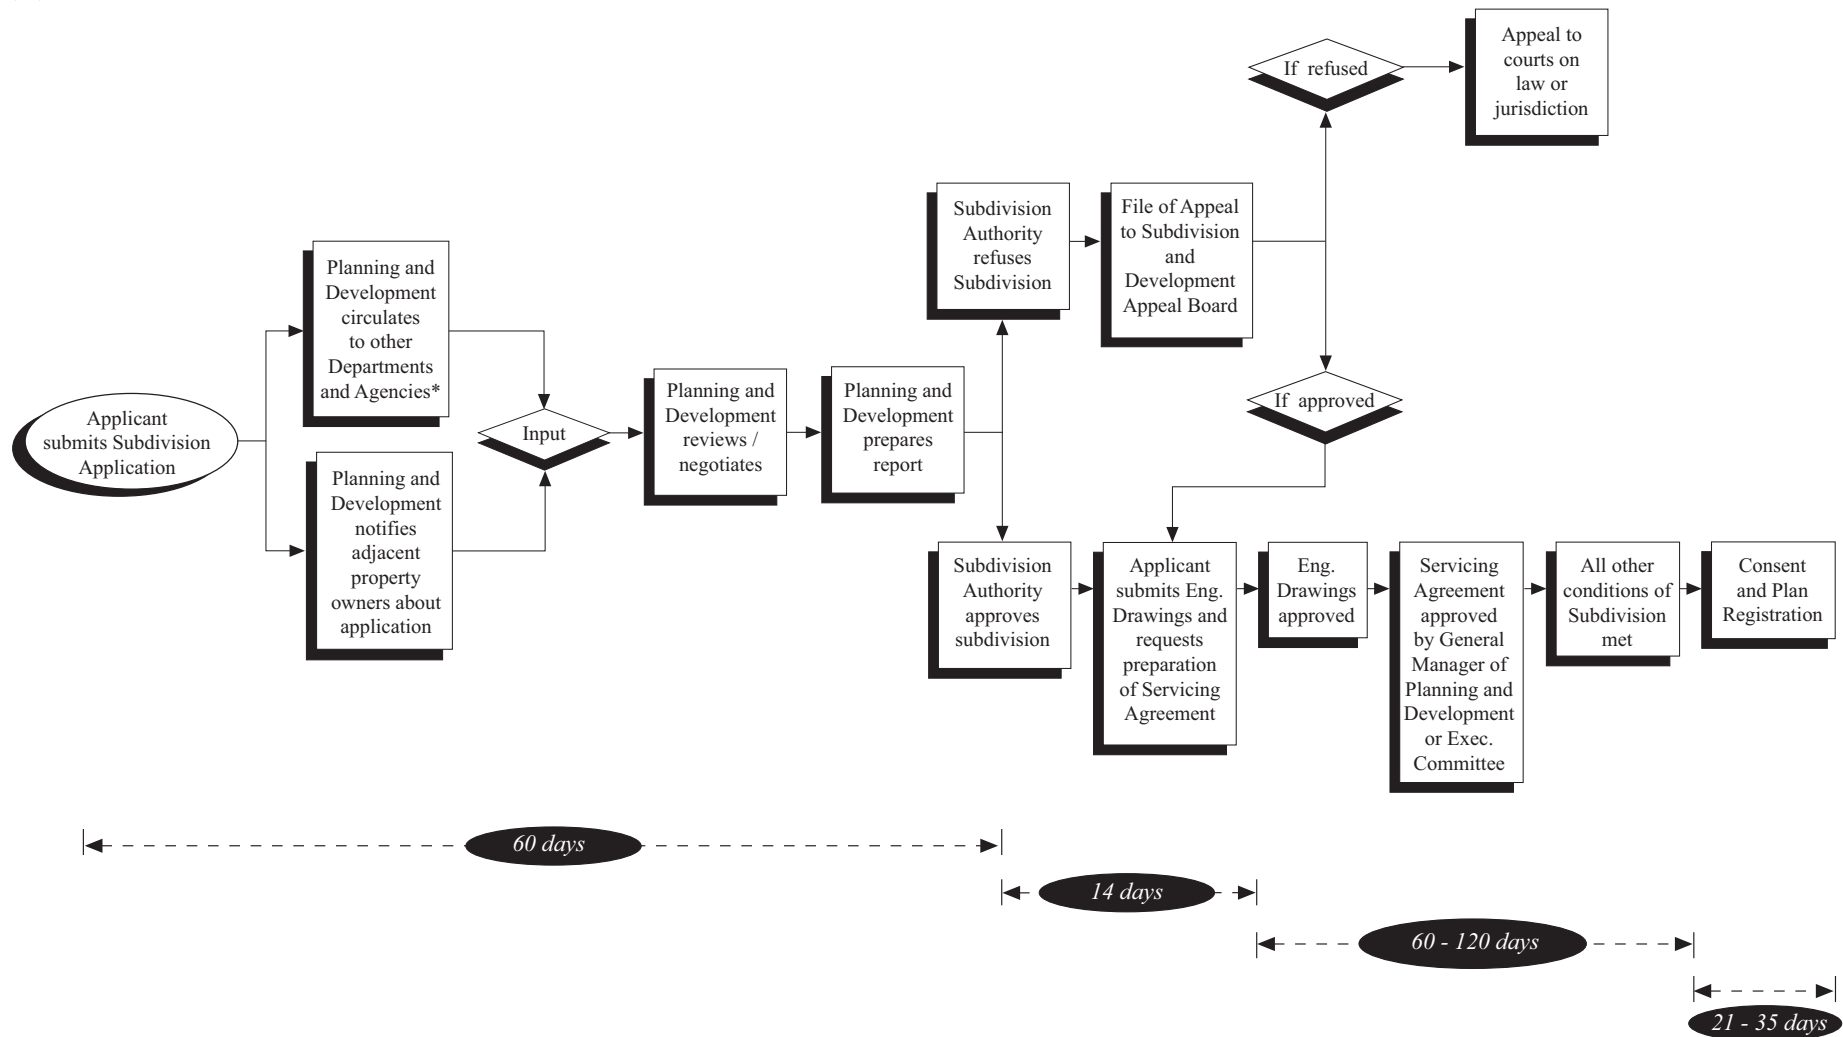 Applicant
submits Subdivision
Application
Planning and
Development
circulates
to other
Departments
and Agencies*
Planning and
Development
notifies
adjacent
property
owners about
application
Input
Planning and
Development
reviews /
negotiates
Planning and
Development
prepares
report
Subdivision
Authority
refuses
Subdivision
File of Appeal
to Subdivision
and
Development
Appeal Board
If refused
Appeal to
courts on
law or
jurisdiction
If approved
Subdivision
Authority
approves
subdivision
Applicant
submits Eng.
Drawings and
requests
preparation
of Servicing
Agreement
Eng.
Drawings
approved
Servicing
Agreement
approved
by General
Manager of
Planning and
Development
or Exec.
Committee
All other
conditions of
Subdivision
met
Consent
and Plan
Registration
60 days
14 days
60 - 120 days
21 - 35 days